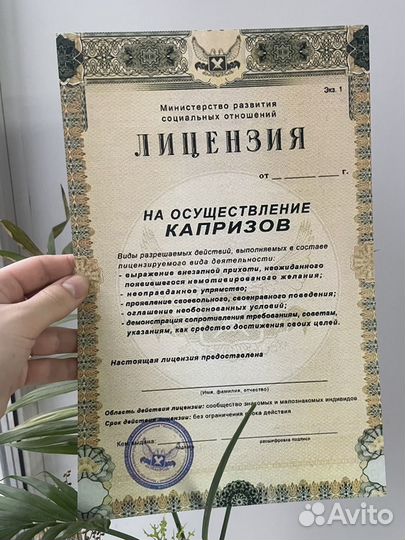 Экз. 1
Министерство развития
социальных отношений
ЛИЦЕНЗИЯ
от г.
НА ОСУЩЕСТВЛЕНИЕ
КАПРИЗОВ
Виды разрешаемых действий, выполняемых в составе
лицензируемого вида деятельности:
- выражение внезапной прихоти, неожиданного
появившегося немотивированного желания;
- неоправданное упрямство;
- проявление своевольного, своенравного поведения;
- оглашение необоснованных условий;
- демонстрация сопротивления требованиям, советам,
указаниям, как средство достижения своих целей.
Настоящая лицензия предоставлена
(Имя, фамилия, отчество)
Область действия лицензии: сообщество знакомых и малознакомых индивидов
Срок действия лицензии: без ограничения срока действия
Кем выдана:
расшифровка подписи
Avito